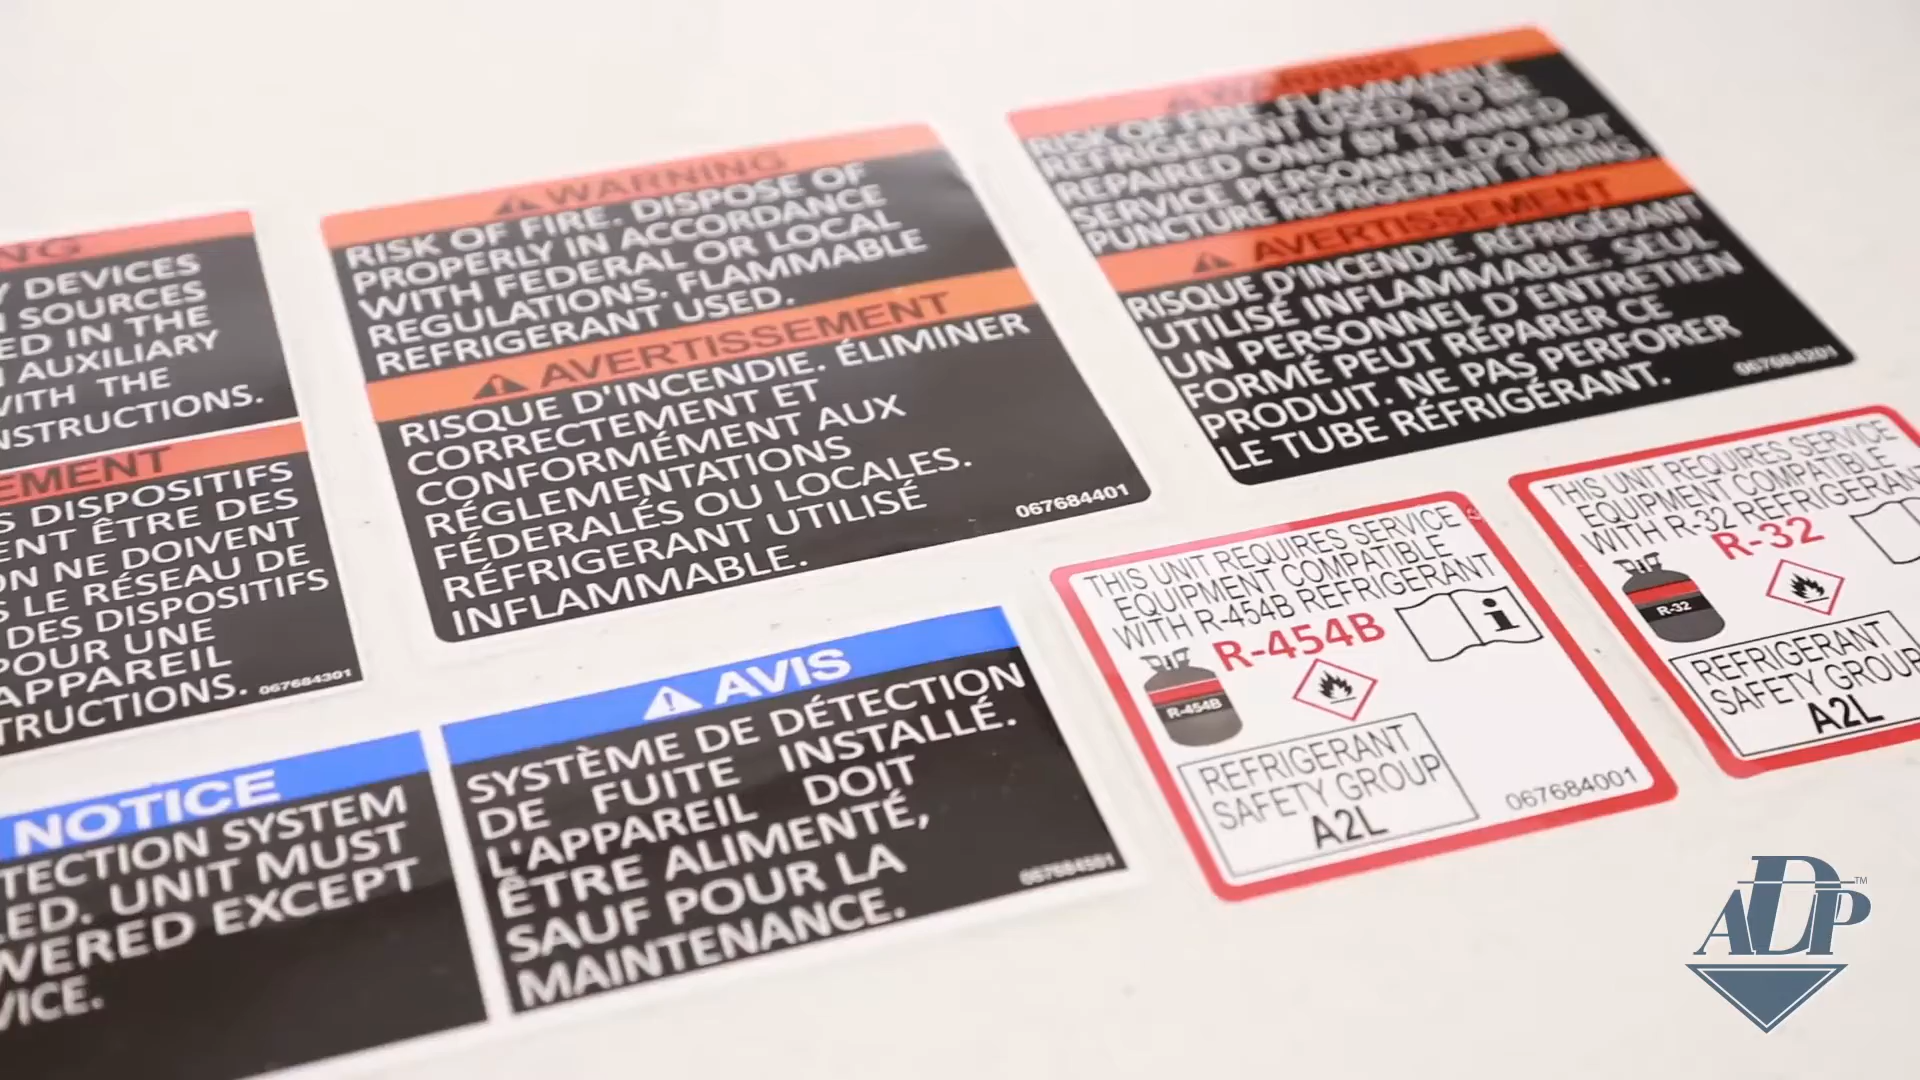 NG
Y DEVICES
SOURCES
ED IN THE
AUXILIARY
WITH THE
NSTRUCTIONS.
EMENT
S DISPOSITIFS
ENT ÊTRE DES
ON NE DOIVENT
S LE RÉSEAU DE
DES DISPOSITIFS
POUR UNE
APPAREIL
TRUCTIONS.
067684301
WARNING
RISK OF FIRE. DISPOSE OF
PROPERLY IN ACCORDANCE
WITH FEDERAL OR LOCAL
REGULATIONS. FLAMMABLE
REFRIGERANT USED.
AVERTISSEMENT
RISQUE D'INCENDIE. ÉLIMINER
CORRECTEMENT ET
CONFORMÉMENT AUX
RÉGLEMENTATIONS
FÉDERALÉS OU LOCALES.
RÉFRIGERANT UTILISÉ
INFLAMMABLE.
067684401
RISK OF FIRE. FLAMMABLE
REFRIGERANT USED. TO BE
REPAIRED ONLY BY TRAINED
SERVICE PERSONNEL. DO NOT
PUNCTURE REFRIGERANT TUBING.
AVERTISSEMENT
RISQUE D'INCENDIE. RÉFRIGÉRANT
UTILISÉ INFLAMMABLE. SEUL
UN PERSONNEL D'ENTRETIEN
FORMÉ PEUT RÉPARER CE
PRODUIT. NE PAS PERFORER
LE TUBE RÉFRIGÉRANT.
067684201
NOTICE
TECTION SYSTEM
LED. UNIT MUST
WERED EXCEPT
VICE.
AVIS
SYSTÈME DE DÉTECTION
DE FUITE INSTALLÉ.
L'APPAREIL DOIT
ÊTRE ALIMENTÉ,
SAUF POUR LA
MAINTENANCE.
THIS UNIT REQUIRES SERVICE
EQUIPMENT COMPATIBLE
WITH R-454B REFRIGERANT
R-454B
R-454B
REFRIGERANT
SAFETY GROUP
A2L
067684001
THIS UNIT REQUIRES SERVICE
EQUIPMENT COMPATIBLE
WITH R-32 REFRIGERANT
R-32
R-32
REFRIGERANT
SAFETY GROUP
A2L
ADP™